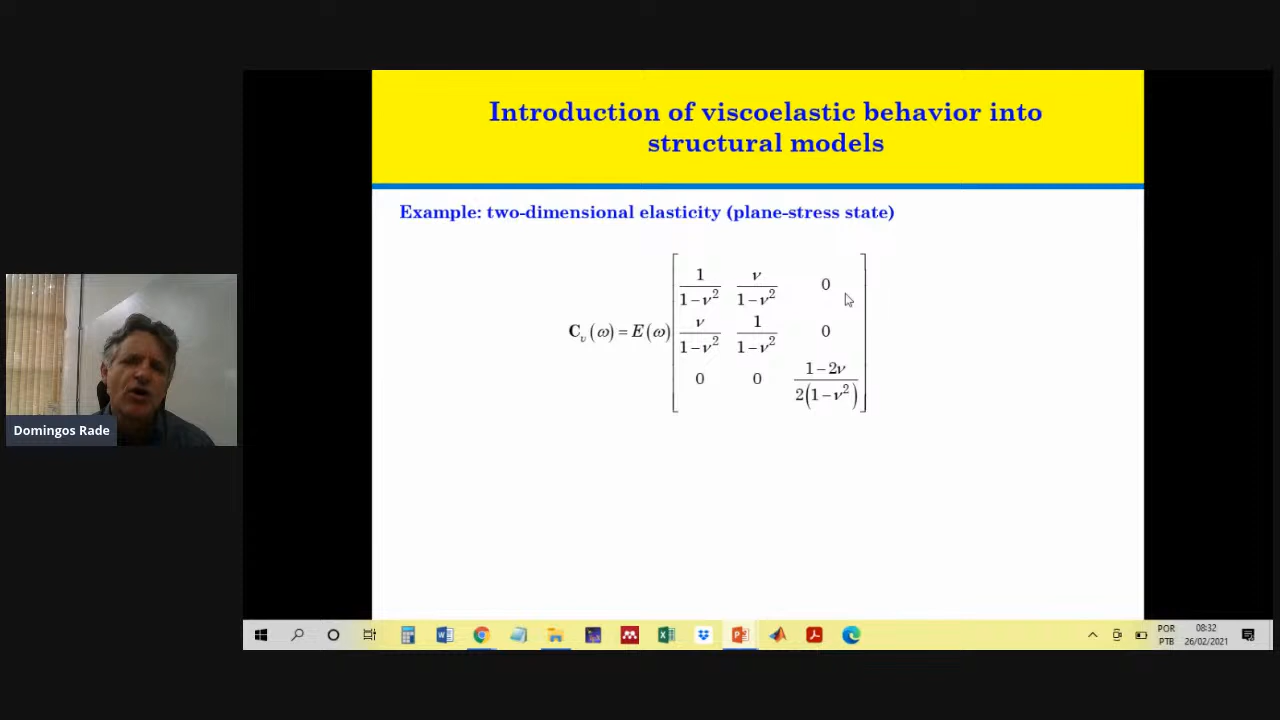 Introduction of viscoelastic behavior into
structural models
Example: two-dimensional elasticity (plane-stress state)
1/(1−ν²) ν/(1−ν²) 0
C_v(ω) = E(ω) ν/(1−ν²) 1/(1−ν²) 0
0 0 (1−2ν)/(2(1−ν²))
Domingos Rade
POR
PTB
08:32
26/02/2021